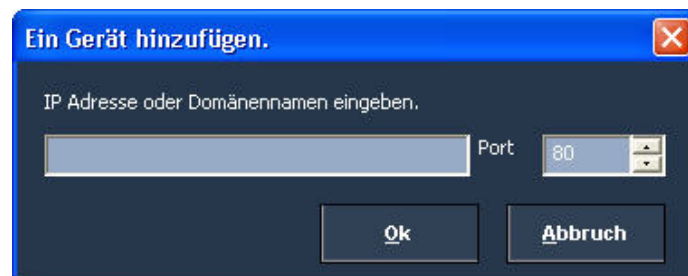 Ein Gerät hinzufügen.
IP Adresse oder Domänennamen eingeben.
Port 80
Ok Abbruch